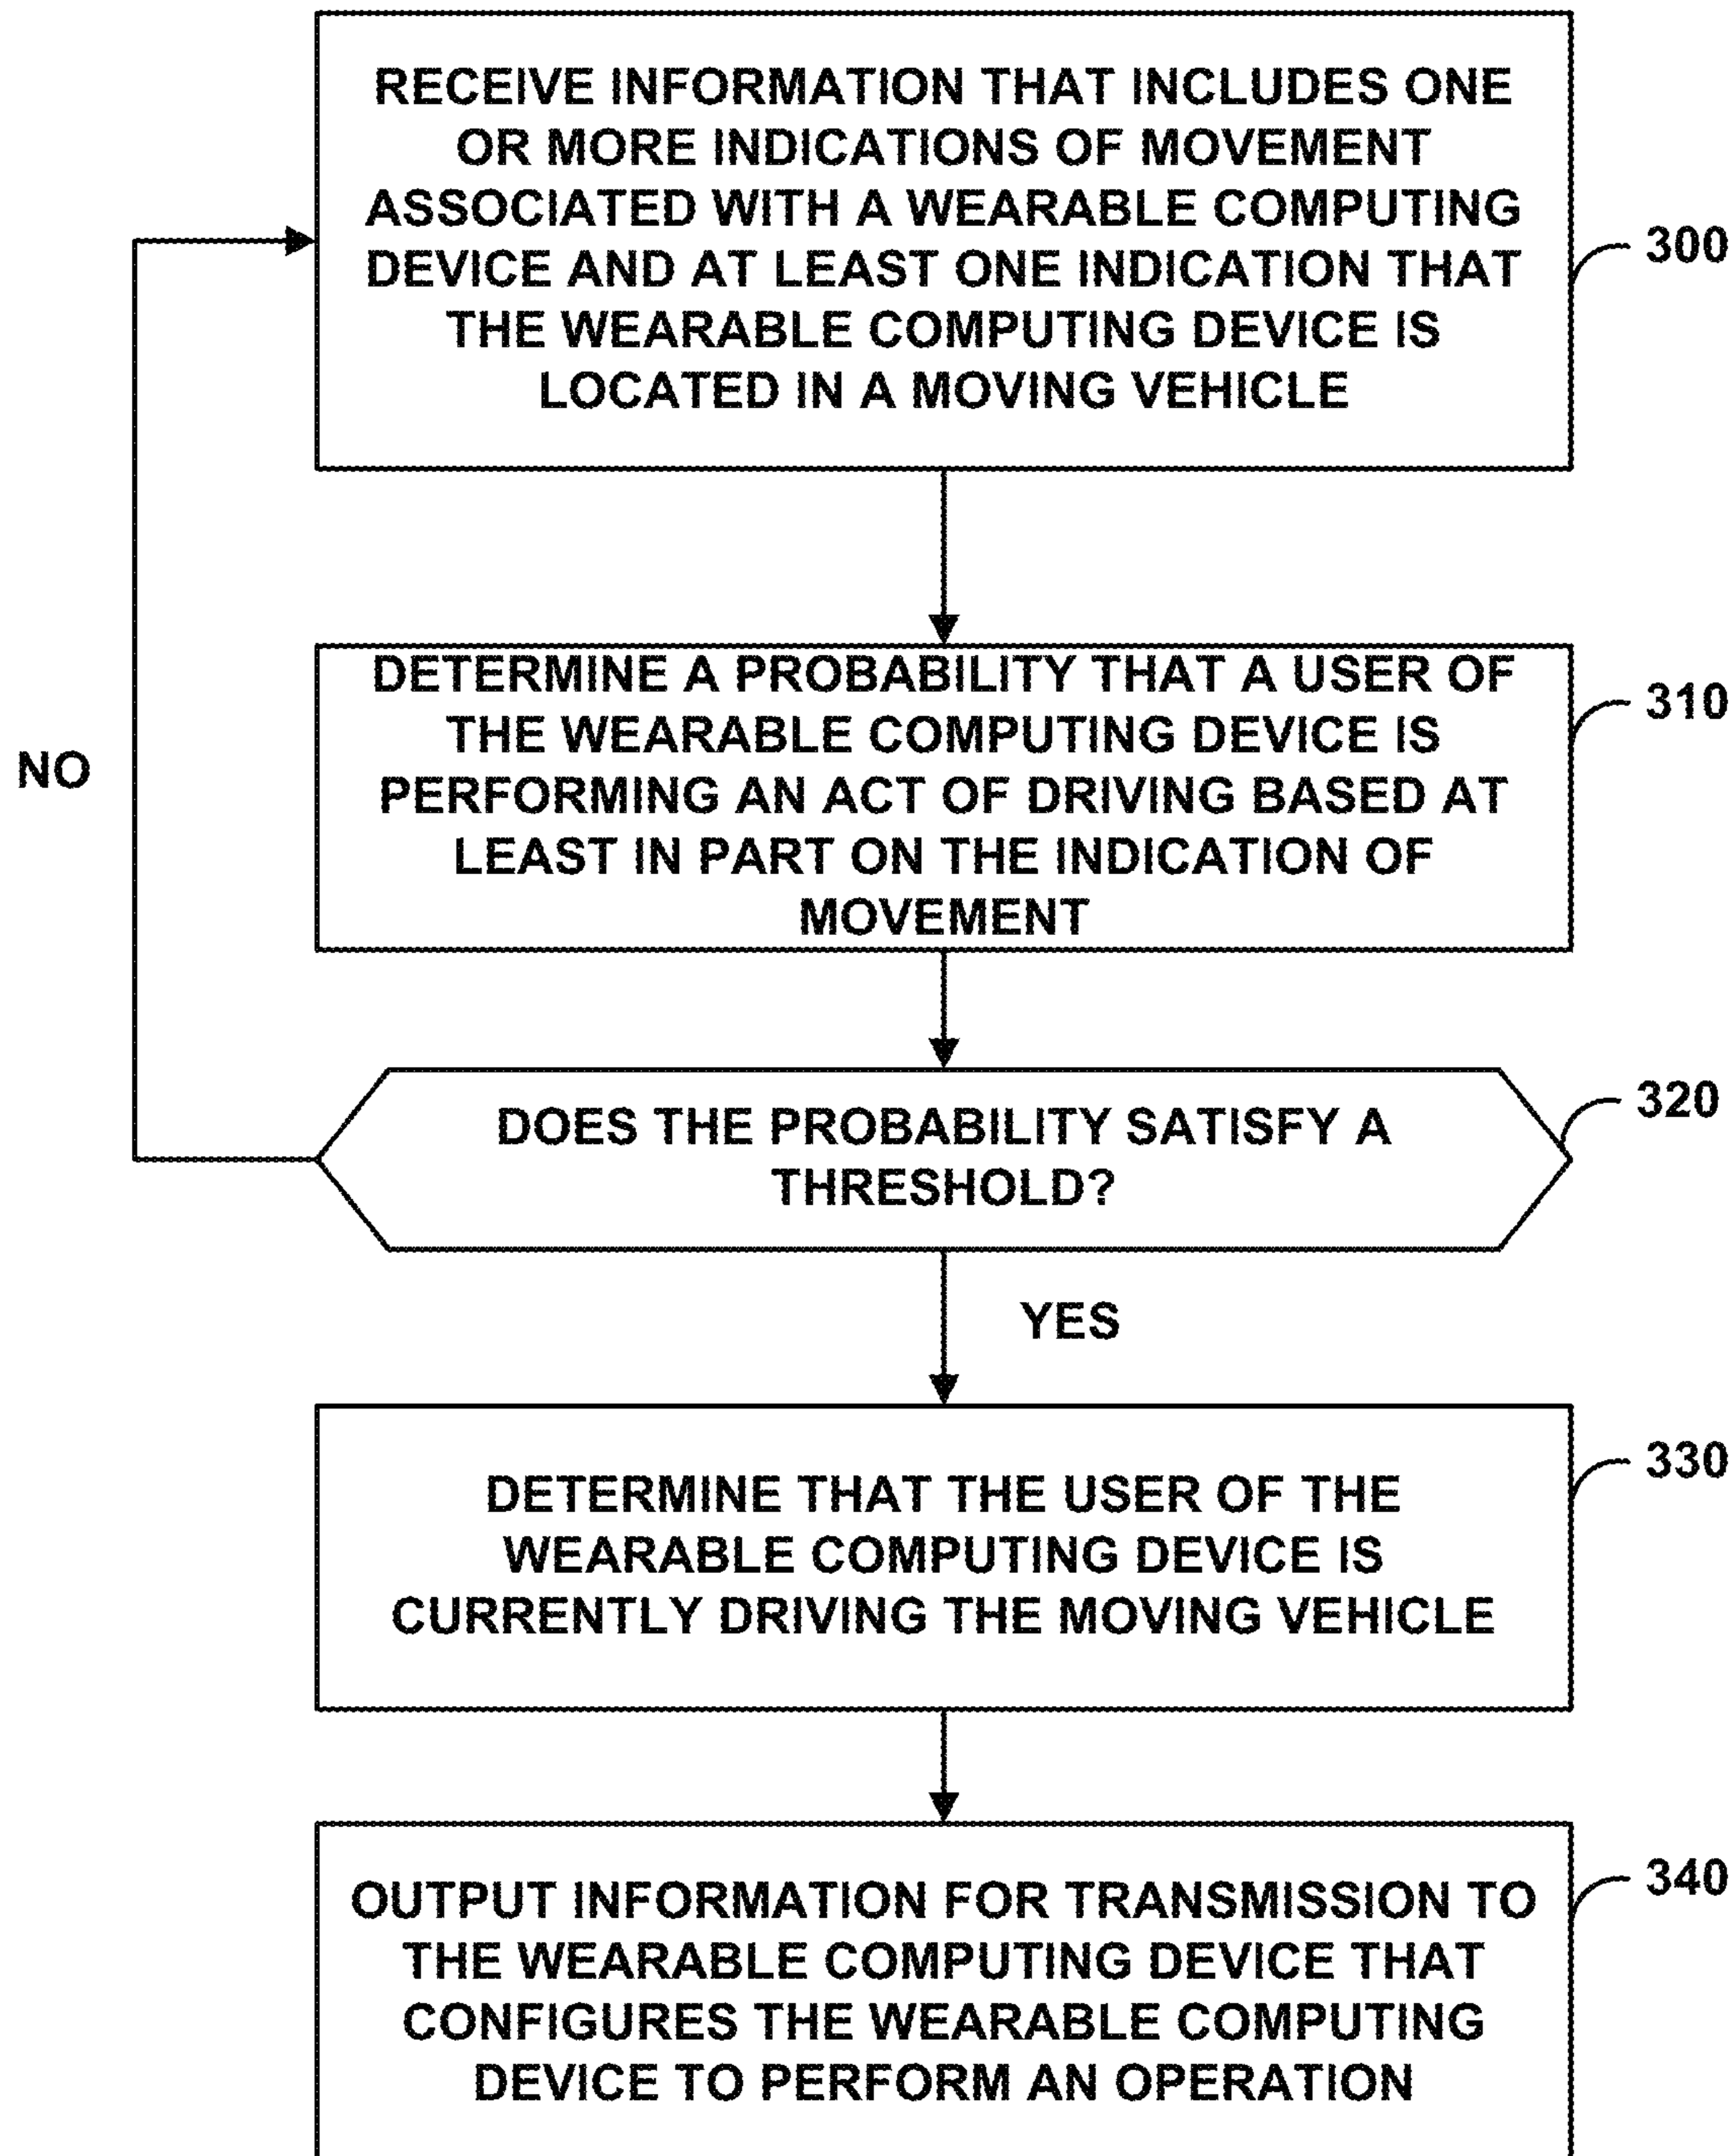 RECEIVE INFORMATION THAT INCLUDES ONE
OR MORE INDICATIONS OF MOVEMENT
ASSOCIATED WITH A WEARABLE COMPUTING
DEVICE AND AT LEAST ONE INDICATION THAT
THE WEARABLE COMPUTING DEVICE IS
LOCATED IN A MOVING VEHICLE
300
DETERMINE A PROBABILITY THAT A USER OF
THE WEARABLE COMPUTING DEVICE IS
PERFORMING AN ACT OF DRIVING BASED AT
LEAST IN PART ON THE INDICATION OF
MOVEMENT
310
NO
DOES THE PROBABILITY SATISFY A
THRESHOLD?
320
YES
DETERMINE THAT THE USER OF THE
WEARABLE COMPUTING DEVICE IS
CURRENTLY DRIVING THE MOVING VEHICLE
330
OUTPUT INFORMATION FOR TRANSMISSION TO
THE WEARABLE COMPUTING DEVICE THAT
CONFIGURES THE WEARABLE COMPUTING
DEVICE TO PERFORM AN OPERATION
340